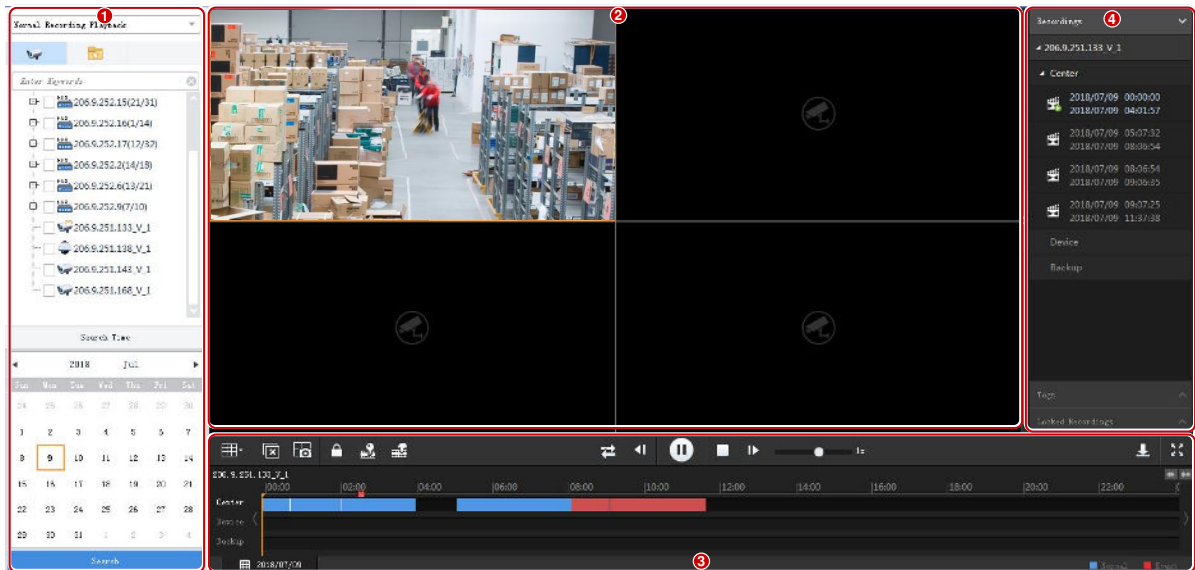 1
Normal Recording Playback
Enter Keywords
206.9.252.15(21/31)
206.9.252.16(1/14)
206.9.252.17(12/32)
206.9.252.2(14/18)
206.9.252.6(13/21)
206.9.252.9(7/10)
206.9.251.133_V_1
206.9.251.138_V_1
206.9.251.143_V_1
206.9.251.168_V_1
Search Time
2018 Jul
Sun Mon Tue Wed Thu Fri Sat
24 25 26 27 28 29 30
1 2 3 4 5 6 7
8 9 10 11 12 13 14
15 16 17 18 19 20 21
22 23 24 25 26 27 28
29 30 31 1 2 3 4
Search
2
1x
206.9.251.133_V_1
00:00 02:00 04:00 06:00 08:00 10:00 12:00 14:00 16:00 18:00 20:00 22:00
Center
Device
Backup
2018/07/09
3
Normal Event
4
Recordings
206.9.251.133_V_1
Center
2018/07/09 00:00:00
2018/07/09 04:01:57
2018/07/09 05:07:32
2018/07/09 08:06:54
2018/07/09 08:06:54
2018/07/09 09:06:35
2018/07/09 09:07:25
2018/07/09 11:37:38
Device
Backup
Tags
Locked Recordings